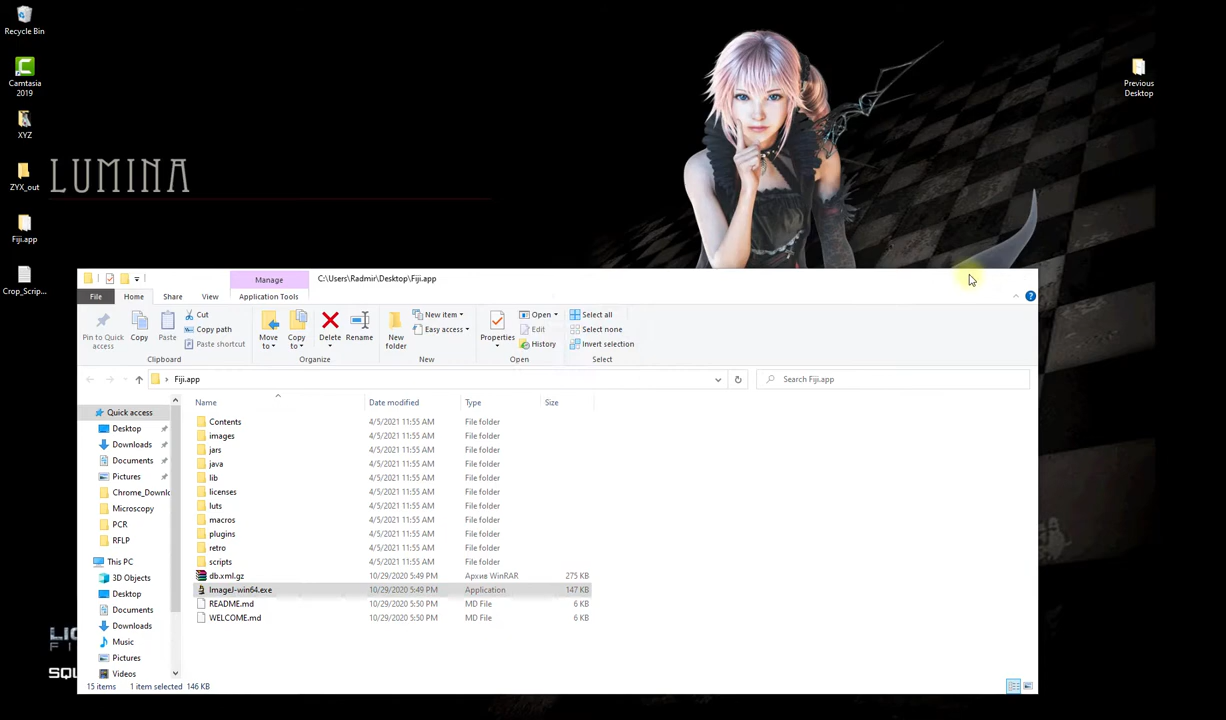 Recycle Bin
Camtasia
2019
XYZ
ZYX_out
Fiji.app
Crop_Scrip...
Previous
Desktop
LUMINA
Manage
C:\Users\Radmir\Desktop\Fiji.app
File
Home
Share
View
Application Tools
Pin to Quick
access
Copy
Paste
Cut
Copy path
Paste shortcut
Clipboard
Move
to
Copy
to
Delete
Rename
Organize
New
folder
New item
Easy access
New
Properties
Open
Edit
History
Open
Select all
Select none
Invert selection
Select
Fiji.app
Search Fiji.app
Quick access
Desktop
Downloads
Documents
Pictures
Chrome_Downlo
Microscopy
PCR
RFLP
This PC
3D Objects
Desktop
Documents
Downloads
Music
Pictures
Videos
Name Date modified Type Size
Contents 4/5/2021 11:55 AM File folder
images 4/5/2021 11:55 AM File folder
jars 4/5/2021 11:55 AM File folder
java 4/5/2021 11:55 AM File folder
lib 4/5/2021 11:55 AM File folder
licenses 4/5/2021 11:55 AM File folder
luts 4/5/2021 11:55 AM File folder
macros 4/5/2021 11:55 AM File folder
plugins 4/5/2021 11:55 AM File folder
retro 4/5/2021 11:55 AM File folder
scripts 4/5/2021 11:55 AM File folder
db.xml.gz 10/29/2020 5:49 PM Архив WinRAR 275 KB
ImageJ-win64.exe 10/29/2020 5:49 PM Application 147 KB
README.md 10/29/2020 5:50 PM MD File 6 KB
WELCOME.md 10/29/2020 5:50 PM MD File 6 KB
15 items 1 item selected 146 KB